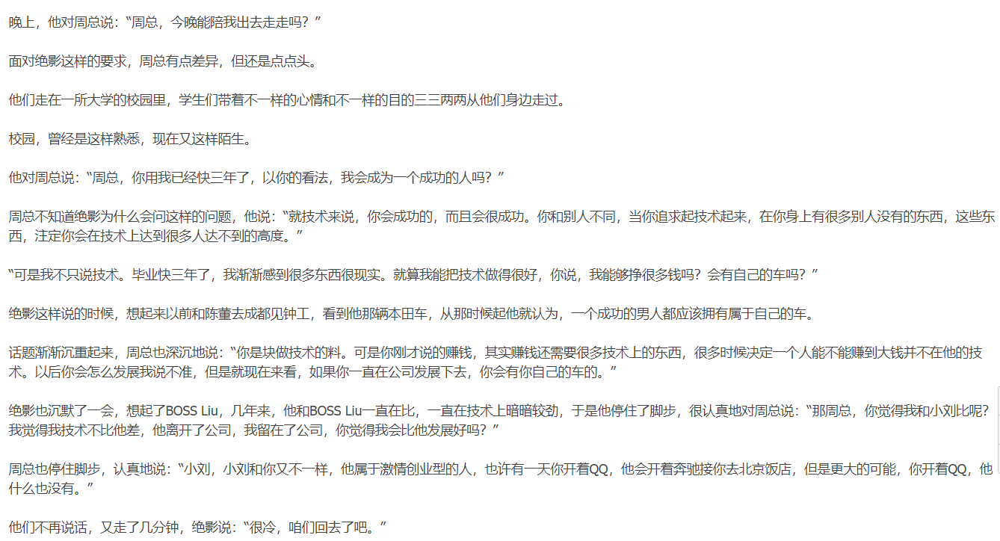 晚上，他对周总说：“周总，今晚能陪我出去走走吗？”
面对绝影这样的要求，周总有点差异，但还是点点头。
他们走在一所大学的校园里，学生们带着不一样的心情和不一样的目的三三两两从他们身边走过。
校园，曾经是这样熟悉，现在又这样陌生。
他对周总说：“周总，你用我已经快三年了，以你的看法，我会成为一个成功的人吗？”
周总不知道绝影为什么会问这样的问题，他说：“就技术来说，你会成功的，而且会很成功。你和别人不同，当你追求起技术起来，在你身上有很多别人没有的东西，这些东
西，注定你会在技术上达到很多人达不到的高度。”
“可是我不只说技术。毕业快三年了，我渐渐感到很多东西很现实。就算我能把技术做得很好，你说，我能够挣很多钱吗？会有自己的车吗？”
绝影这样说的时候，想起来以前和陈董去成都见钟工，看到他那辆本田车，从那时候起他就认为，一个成功的男人都应该拥有属于自己的车。
话题渐渐沉重起来，周总也深沉地说：“你是块做技术的料。可是你刚才说的赚钱，其实赚钱还需要很多技术上的东西，很多时候决定一个人能不能赚到大钱并不在他的技
术。以后你会怎么发展我说不准，但是就现在来看，如果你一直在公司发展下去，你会有你自己的车的。”
绝影也沉默了一会，想起了BOSS Liu，几年来，他和BOSS Liu一直在比，一直在技术上暗暗较劲，于是他停住了脚步，很认真地对周总说：“那周总，你觉得我和小刘比呢？
我觉得我技术不比他差，他离开了公司，我留在了公司，你觉得我会比他发展好吗？”
周总也停住脚步，认真地说：“小刘，小刘和你又不一样，他属于激情创业型的人，也许有一天你开着QQ，他会开着奔驰接你去北京饭店，但是更大的可能，你开着QQ，他
什么也没有。”
他们不再说话，又走了几分钟，绝影说：“很冷，咱们回去了吧。”